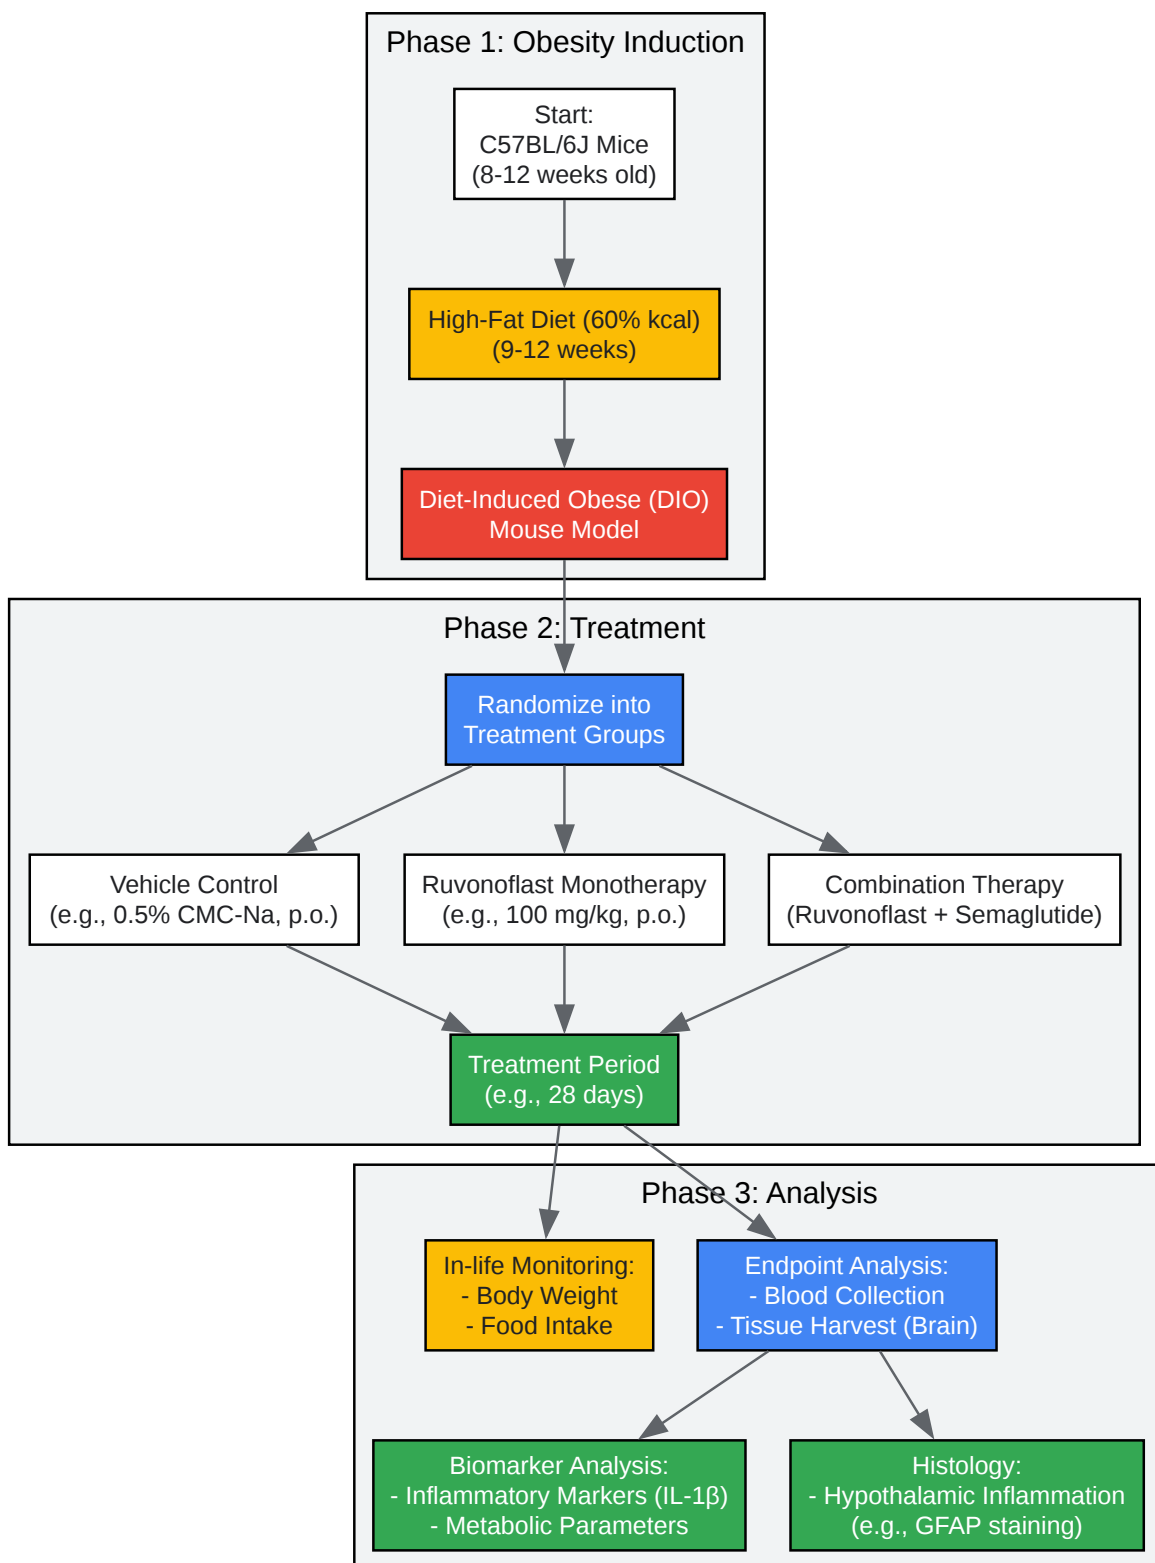 Phase 1: Obesity Induction
Start:
C57BL/6J Mice
(8-12 weeks old)
High-Fat Diet (60% kcal)
(9-12 weeks)
Diet-Induced Obese (DIO)
Mouse Model
Phase 2: Treatment
Randomize into
Treatment Groups
Vehicle Control
(e.g., 0.5% CMC-Na, p.o.)
Ruvonoflast Monotherapy
(e.g., 100 mg/kg, p.o.)
Combination Therapy
(Ruvonoflast + Semaglutide)
Treatment Period
(e.g., 28 days)
Phase 3: Analysis
In-life Monitoring:
- Body Weight
- Food Intake
Endpoint Analysis:
- Blood Collection
- Tissue Harvest (Brain)
Biomarker Analysis:
- Inflammatory Markers (IL-1β)
- Metabolic Parameters
Histology:
- Hypothalamic Inflammation
(e.g., GFAP staining)